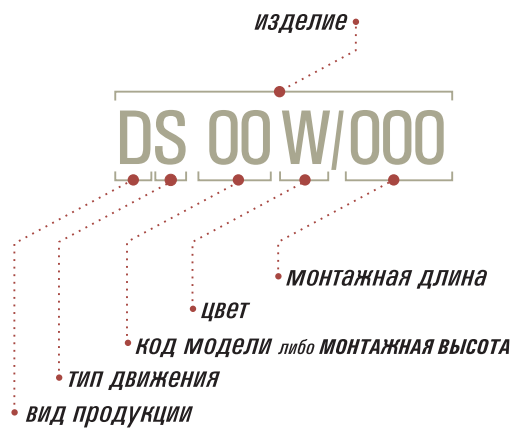 изделие
DS 00 W/000
монтажная длина
цвет
код модели либо МОНТАЖНАЯ ВЫСОТА
тип движения
вид продукции